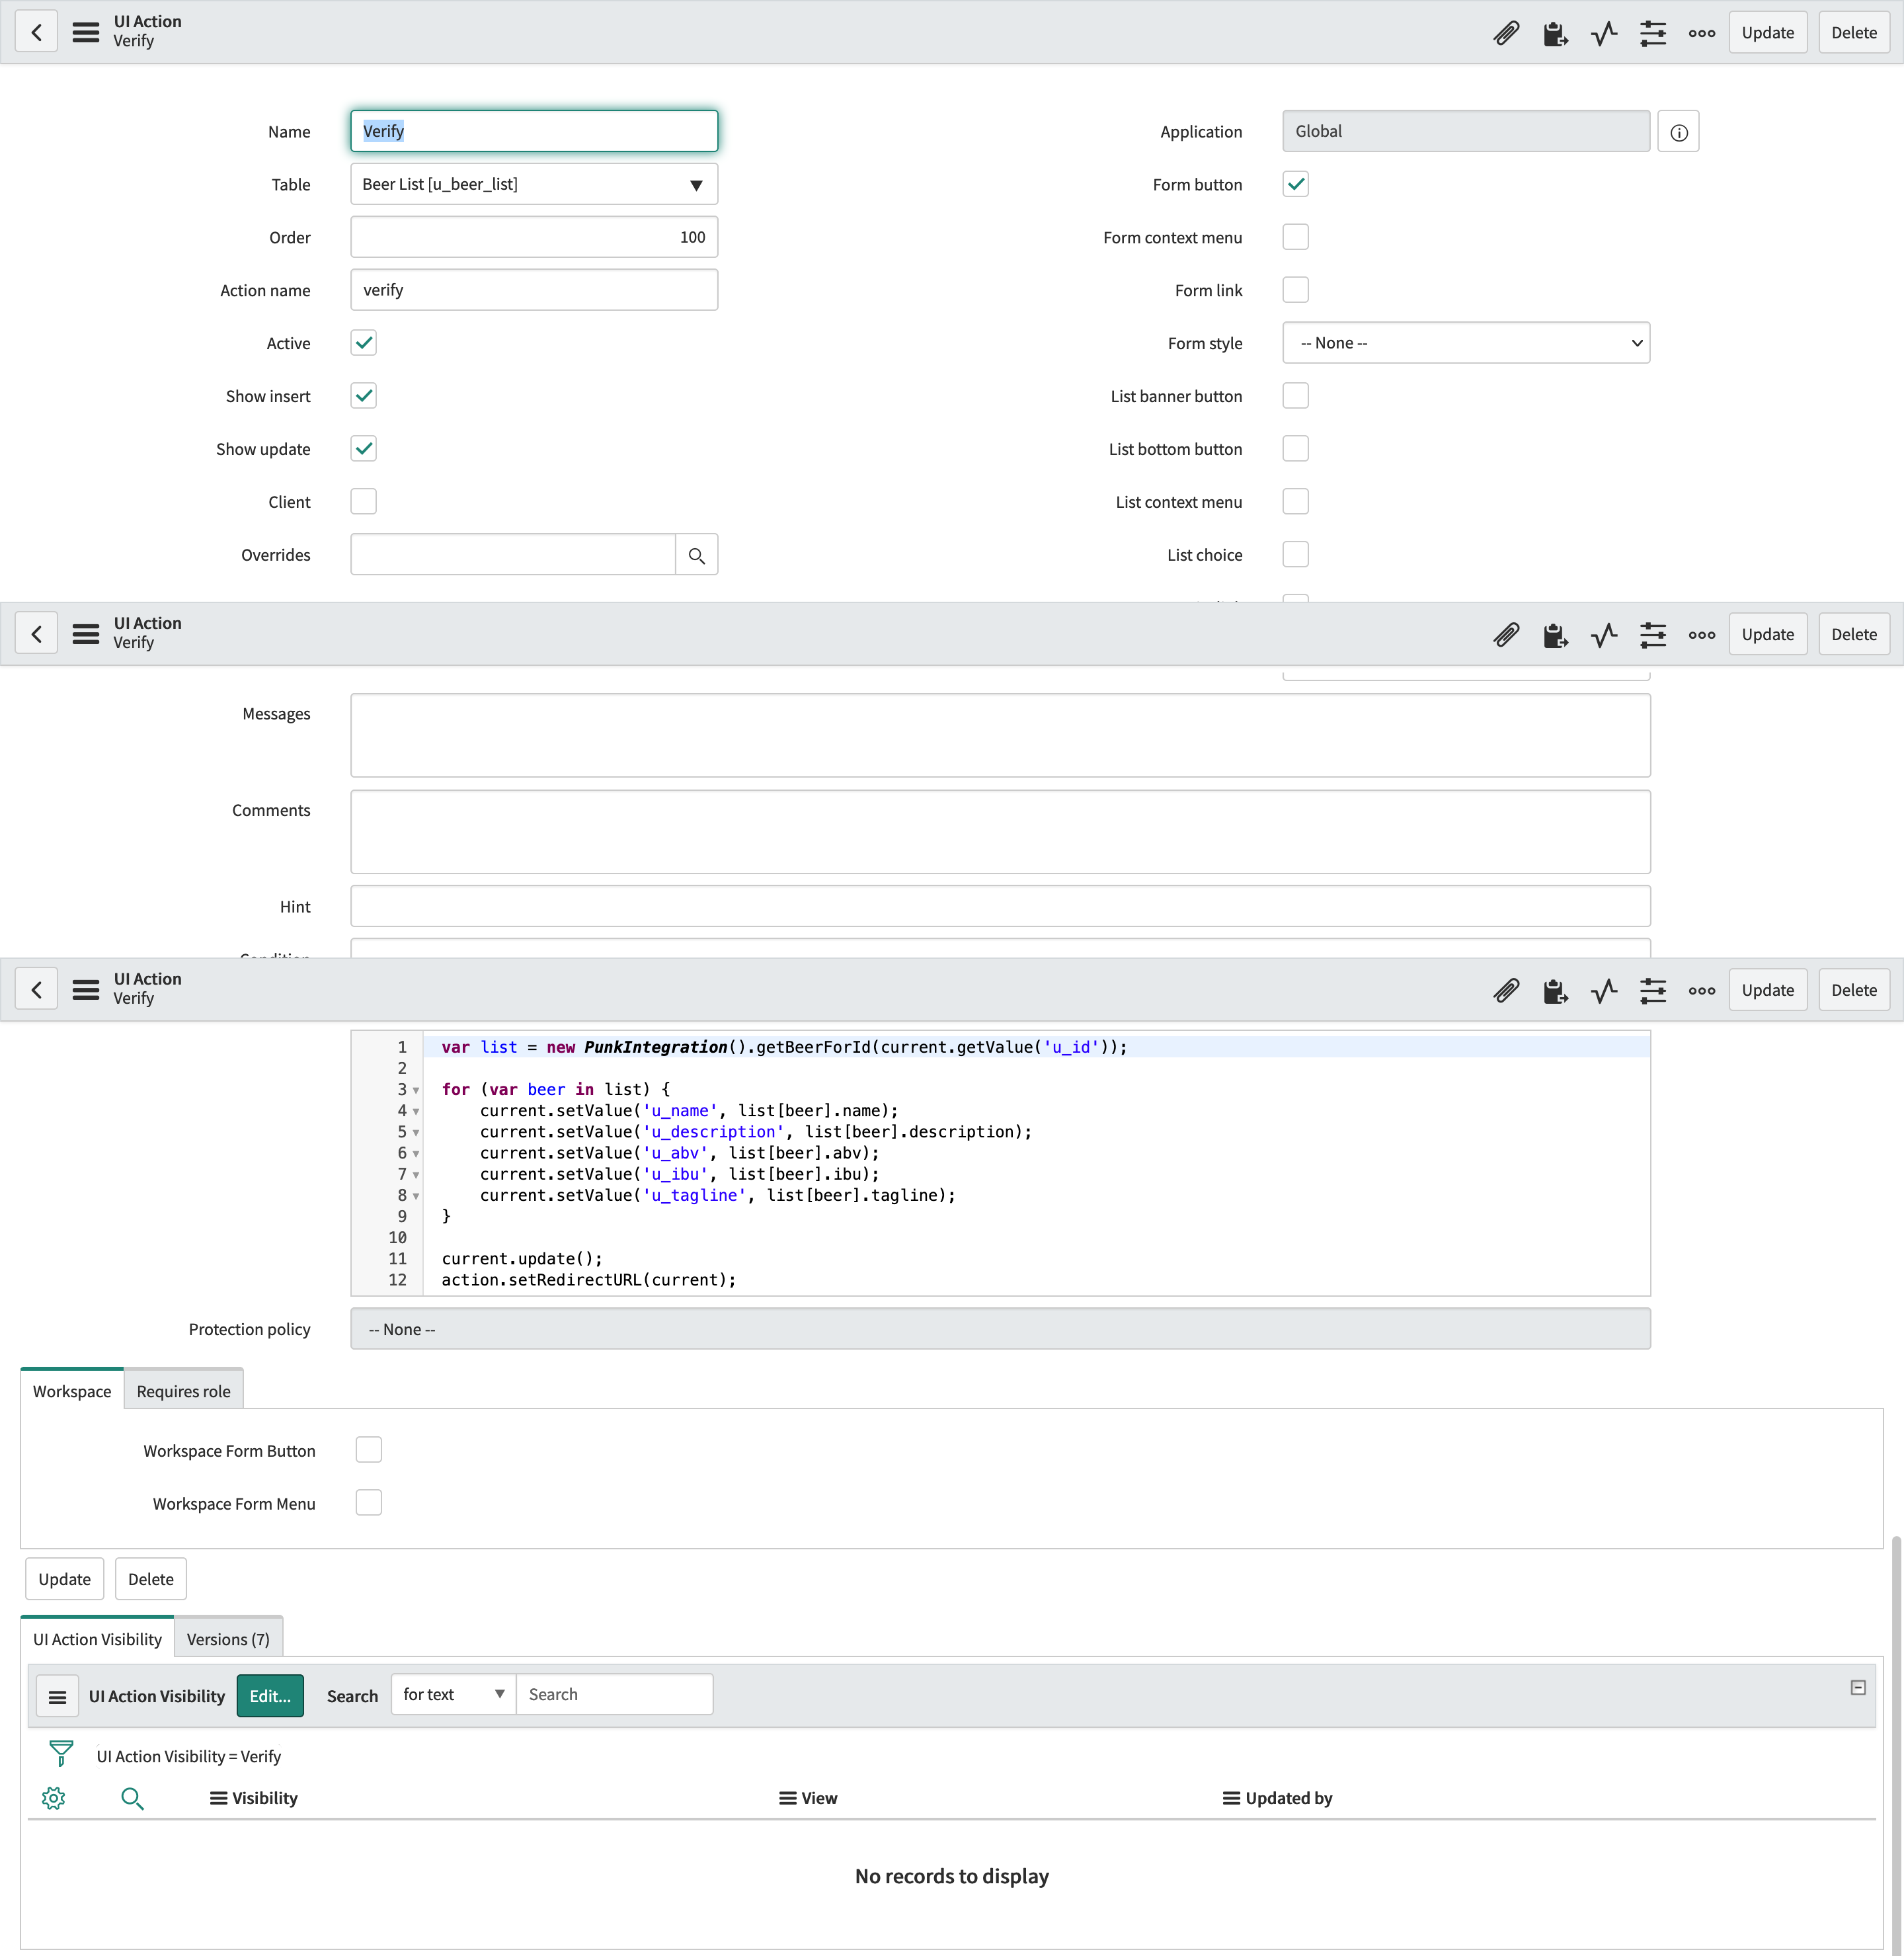 UI Action
Verify
Update
Delete
Name
Verify
Application
Global
Table
Beer List [u_beer_list]
Form button
Order
100
Form context menu
Action name
verify
Form link
Active
Form style
-- None --
Show insert
List banner button
Show update
List bottom button
Client
List context menu
Overrides
List choice
UI Action
Verify
Update
Delete
Messages
Comments
Hint
UI Action
Verify
Update
Delete
1 var list = new PunkIntegration().getBeerForId(current.getValue('u_id'));
2
3 for (var beer in list) {
4 current.setValue('u_name', list[beer].name);
5 current.setValue('u_description', list[beer].description);
6 current.setValue('u_abv', list[beer].abv);
7 current.setValue('u_ibu', list[beer].ibu);
8 current.setValue('u_tagline', list[beer].tagline);
9 }
10
11 current.update();
12 action.setRedirectURL(current);
Protection policy
-- None --
Workspace
Requires role
Workspace Form Button
Workspace Form Menu
Update
Delete
UI Action Visibility
Versions (7)
UI Action Visibility
Edit...
Search
for text
Search
UI Action Visibility = Verify
Visibility
View
Updated by
No records to display